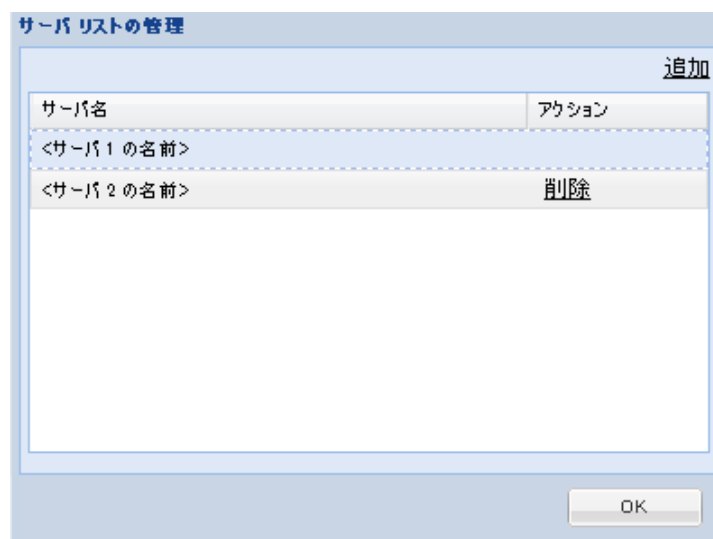 サーバ リストの管理
追加
サーバ名 アクション
<サーバ 1 の名前>
<サーバ 2 の名前> 削除
OK